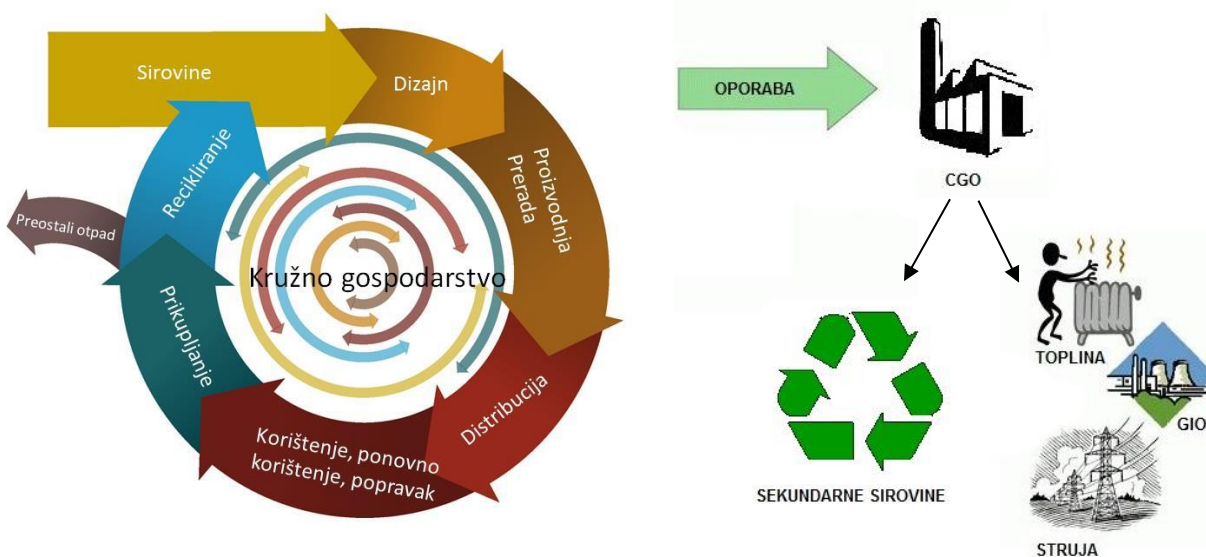 Sirovine
Dizajn
Proizvodnja
Prerada
Distribucija
Korištenje, ponovno
korištenje, popravak
Prikupljanje
Recikliranje
Preostali otpad
Kružno gospodarstvo
OPORABA
CGO
SEKUNDARNE SIROVINE
TOPLINA
GIO
STRUJA